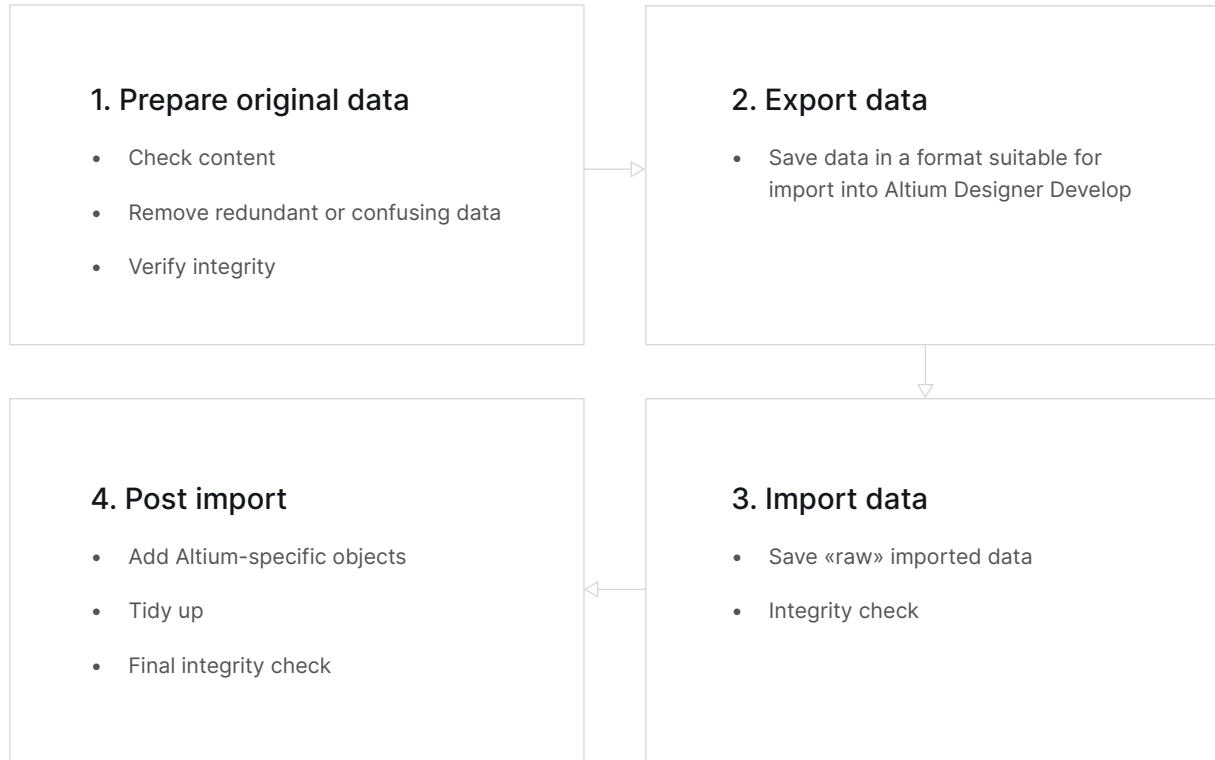 1. Prepare original data
• Check content
• Remove redundant or confusing data
• Verify integrity
2. Export data
• Save data in a format suitable for
import into Altium Designer Develop
3. Import data
• Save «raw» imported data
• Integrity check
4. Post import
• Add Altium-specific objects
• Tidy up
• Final integrity check